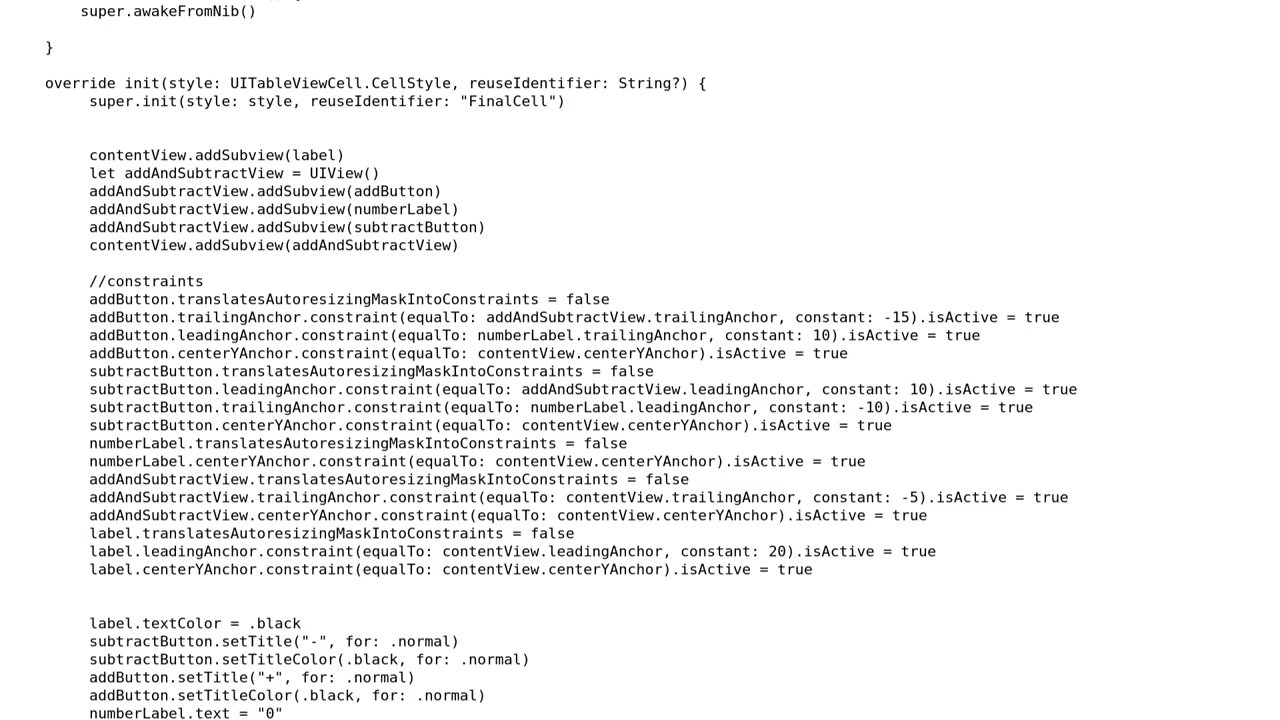 super.awakeFromNib()
}
override init(style: UITableViewCell.CellStyle, reuseIdentifier: String?) {
super.init(style: style, reuseIdentifier: "FinalCell")
contentView.addSubview(label)
let addAndSubtractView = UIView()
addAndSubtractView.addSubview(addButton)
addAndSubtractView.addSubview(numberLabel)
addAndSubtractView.addSubview(subtractButton)
contentView.addSubview(addAndSubtractView)
//constraints
addButton.translatesAutoresizingMaskIntoConstraints = false
addButton.trailingAnchor.constraint(equalTo: addAndSubtractView.trailingAnchor, constant: -15).isActive = true
addButton.leadingAnchor.constraint(equalTo: numberLabel.trailingAnchor, constant: 10).isActive = true
addButton.centerYAnchor.constraint(equalTo: contentView.centerYAnchor).isActive = true
subtractButton.translatesAutoresizingMaskIntoConstraints = false
subtractButton.leadingAnchor.constraint(equalTo: addAndSubtractView.leadingAnchor, constant: 10).isActive = true
subtractButton.trailingAnchor.constraint(equalTo: numberLabel.leadingAnchor, constant: -10).isActive = true
subtractButton.centerYAnchor.constraint(equalTo: contentView.centerYAnchor).isActive = true
numberLabel.translatesAutoresizingMaskIntoConstraints = false
numberLabel.centerYAnchor.constraint(equalTo: contentView.centerYAnchor).isActive = true
addAndSubtractView.translatesAutoresizingMaskIntoConstraints = false
addAndSubtractView.trailingAnchor.constraint(equalTo: contentView.trailingAnchor, constant: -5).isActive = true
addAndSubtractView.centerYAnchor.constraint(equalTo: contentView.centerYAnchor).isActive = true
label.translatesAutoresizingMaskIntoConstraints = false
label.leadingAnchor.constraint(equalTo: contentView.leadingAnchor, constant: 20).isActive = true
label.centerYAnchor.constraint(equalTo: contentView.centerYAnchor).isActive = true
label.textColor = .black
subtractButton.setTitle("-", for: .normal)
subtractButton.setTitleColor(.black, for: .normal)
addButton.setTitle("+", for: .normal)
addButton.setTitleColor(.black, for: .normal)
numberLabel.text = "0"